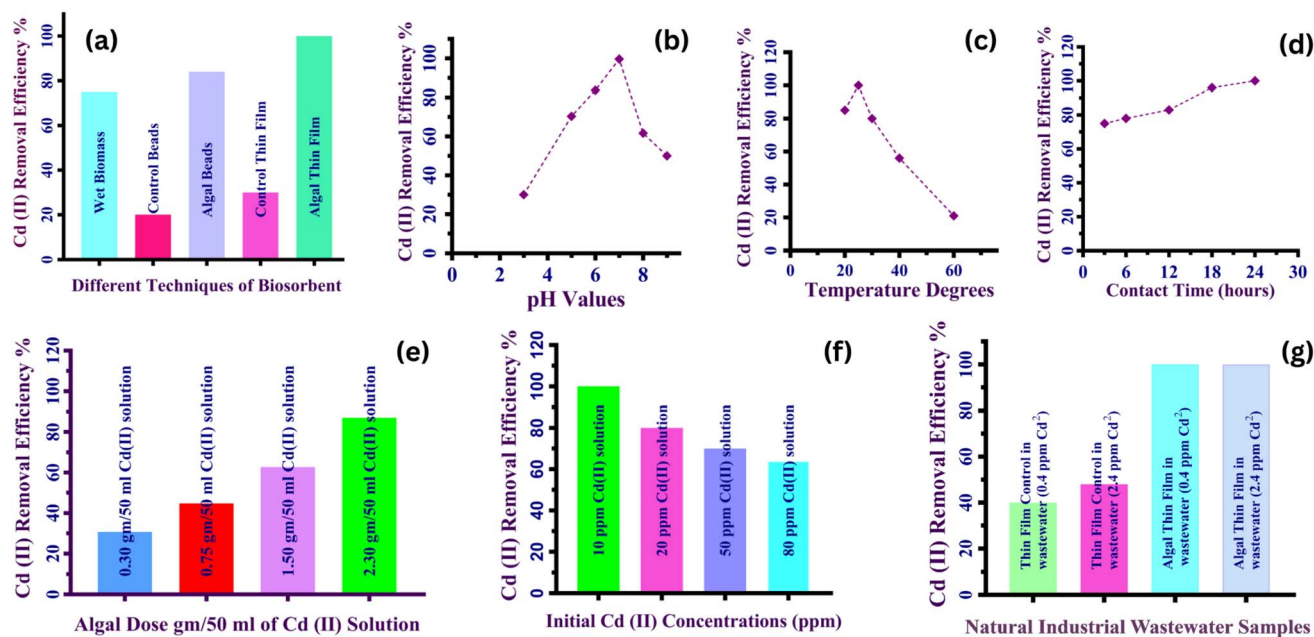 (a)
Cd (II) Removal Efficiency %
0 20 40 60 80 100
Wet Biomass
Control Beads
Algal Beads
Control Thin Film
Algal Thin Film
Different Techniques of Biosorbent
(b)
Cd (II) Removal Efficiency %
0 20 40 60 80 100
0 2 4 6 8
pH Values
(c)
Cd (II) Removal Efficiency %
0 20 40 60 80 100 120
0 20 40 60
Temperature Degrees
(d)
Cd (II) Removal Efficiency %
0 20 40 60 80 100 120
0 6 12 18 24 30
Contact Time (hours)
(e)
Cd (II) Removal Efficiency %
0 20 40 60 80 100 120
0.30 gm/50 ml Cd(II) solution
0.75 gm/50 ml Cd(II) solution
1.50 gm/50 ml Cd(II) solution
2.30 gm/50 ml Cd(II) solution
Algal Dose gm/50 ml of Cd (II) Solution
(f)
Cd (II) Removal Efficiency %
0 20 40 60 80 100 120
10 ppm Cd(II) solution
20 ppm Cd(II) solution
50 ppm Cd(II) solution
80 ppm Cd(II) solution
Initial Cd (II) Concentrations (ppm)
(g)
Cd (II) Removal Efficiency %
0 20 40 60 80 100
Thin Film Control in
wastewater (0.4 ppm Cd²)
Thin Film Control in
wastewater (2.4 ppm Cd²)
Algal Thin Film in
wastewater (0.4 ppm Cd²)
Algal Thin Film in
wastewater (2.4 ppm Cd²)
Natural Industrial Wastewater Samples